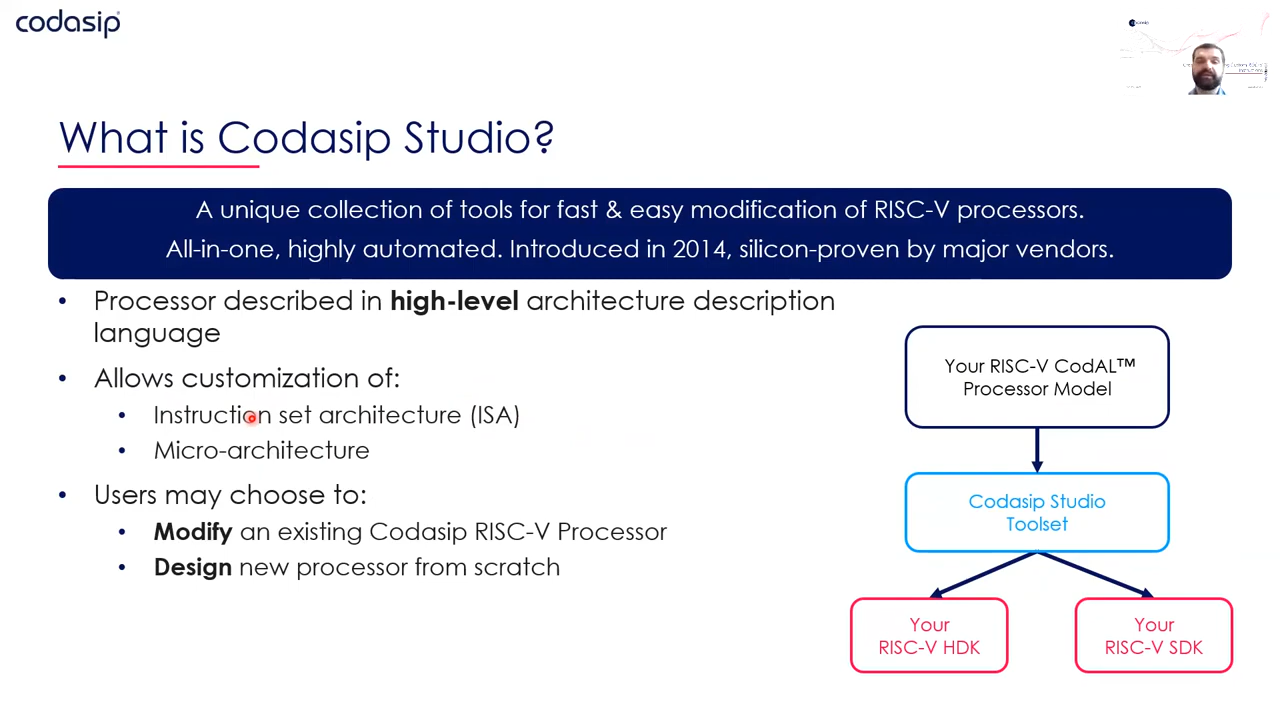 codasip
What is Codasip Studio?
A unique collection of tools for fast & easy modification of RISC-V processors.
All-in-one, highly automated. Introduced in 2014, silicon-proven by major vendors.
• Processor described in high-level architecture description
language
• Allows customization of:
• Instruction set architecture (ISA)
• Micro-architecture
• Users may choose to:
• Modify an existing Codasip RISC-V Processor
• Design new processor from scratch
Your RISC-V CodAL™
Processor Model
Codasip Studio
Toolset
Your
RISC-V HDK
Your
RISC-V SDK